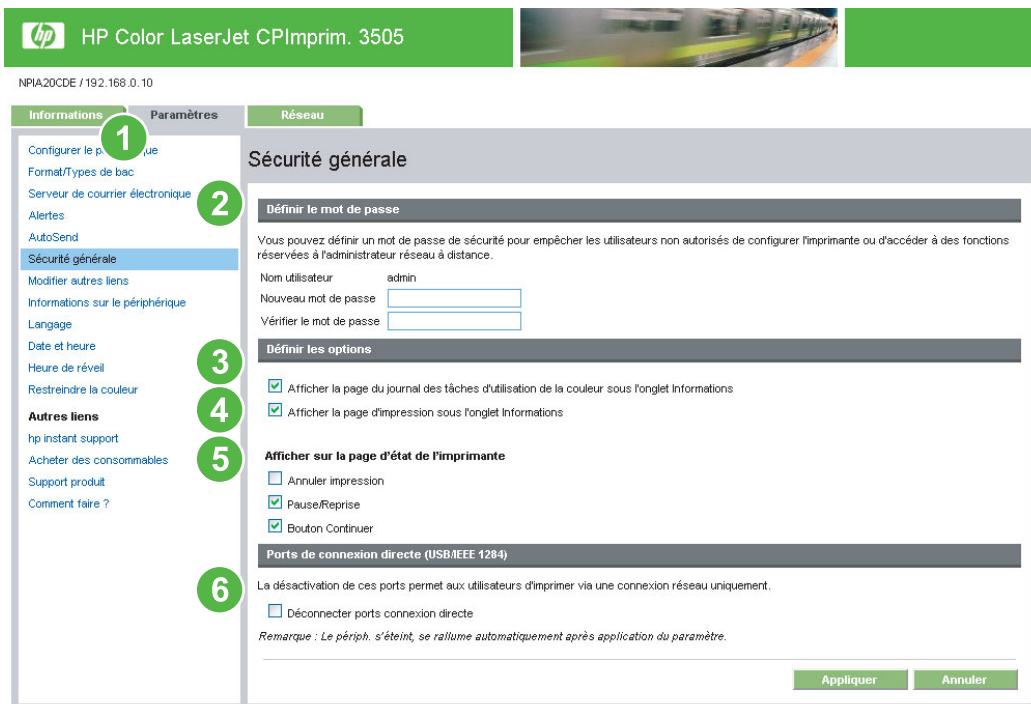 hp HP Color LaserJet CPImprim. 3505
NPIA20CDE / 192.168.0.10
Informations Paramètres Réseau
1
Configurer le p ue
Format/Types de bac
Serveur de courrier électronique
Alertes
AutoSend
Sécurité générale
Modifier autres liens
Informations sur le périphérique
Langage
Date et heure
Heure de réveil
Restreindre la couleur
Autres liens
hp instant support
Acheter des consommables
Support produit
Comment faire ?
Sécurité générale
2
Définir le mot de passe
Vous pouvez définir un mot de passe de sécurité pour empêcher les utilisateurs non autorisés de configurer l'imprimante ou d'accéder à des fonctions
réservées à l'administrateur réseau à distance.
Nom utilisateur admin
Nouveau mot de passe
Vérifier le mot de passe
Définir les options
3
Afficher la page du journal des tâches d'utilisation de la couleur sous l'onglet Informations
4
Afficher la page d'impression sous l'onglet Informations
5
Afficher sur la page d'état de l'imprimante
Annuler impression
Pause/Reprise
Bouton Continuer
Ports de connexion directe (USB/IEEE 1284)
6
La désactivation de ces ports permet aux utilisateurs d'imprimer via une connexion réseau uniquement.
Déconnecter ports connexion directe
Remarque : Le périph. s'éteint, se rallume automatiquement après application du paramètre.
Appliquer Annuler